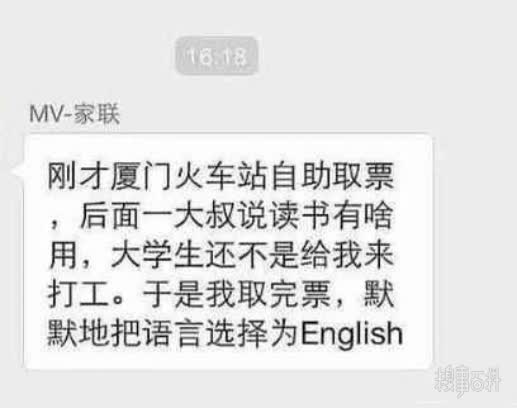 16:18
MV-家联
刚才厦门火车站自助取票
，后面一大叔说读书有啥
用，大学生还不是给我来
打工。于是我取完票，默
默地把语言选择为English